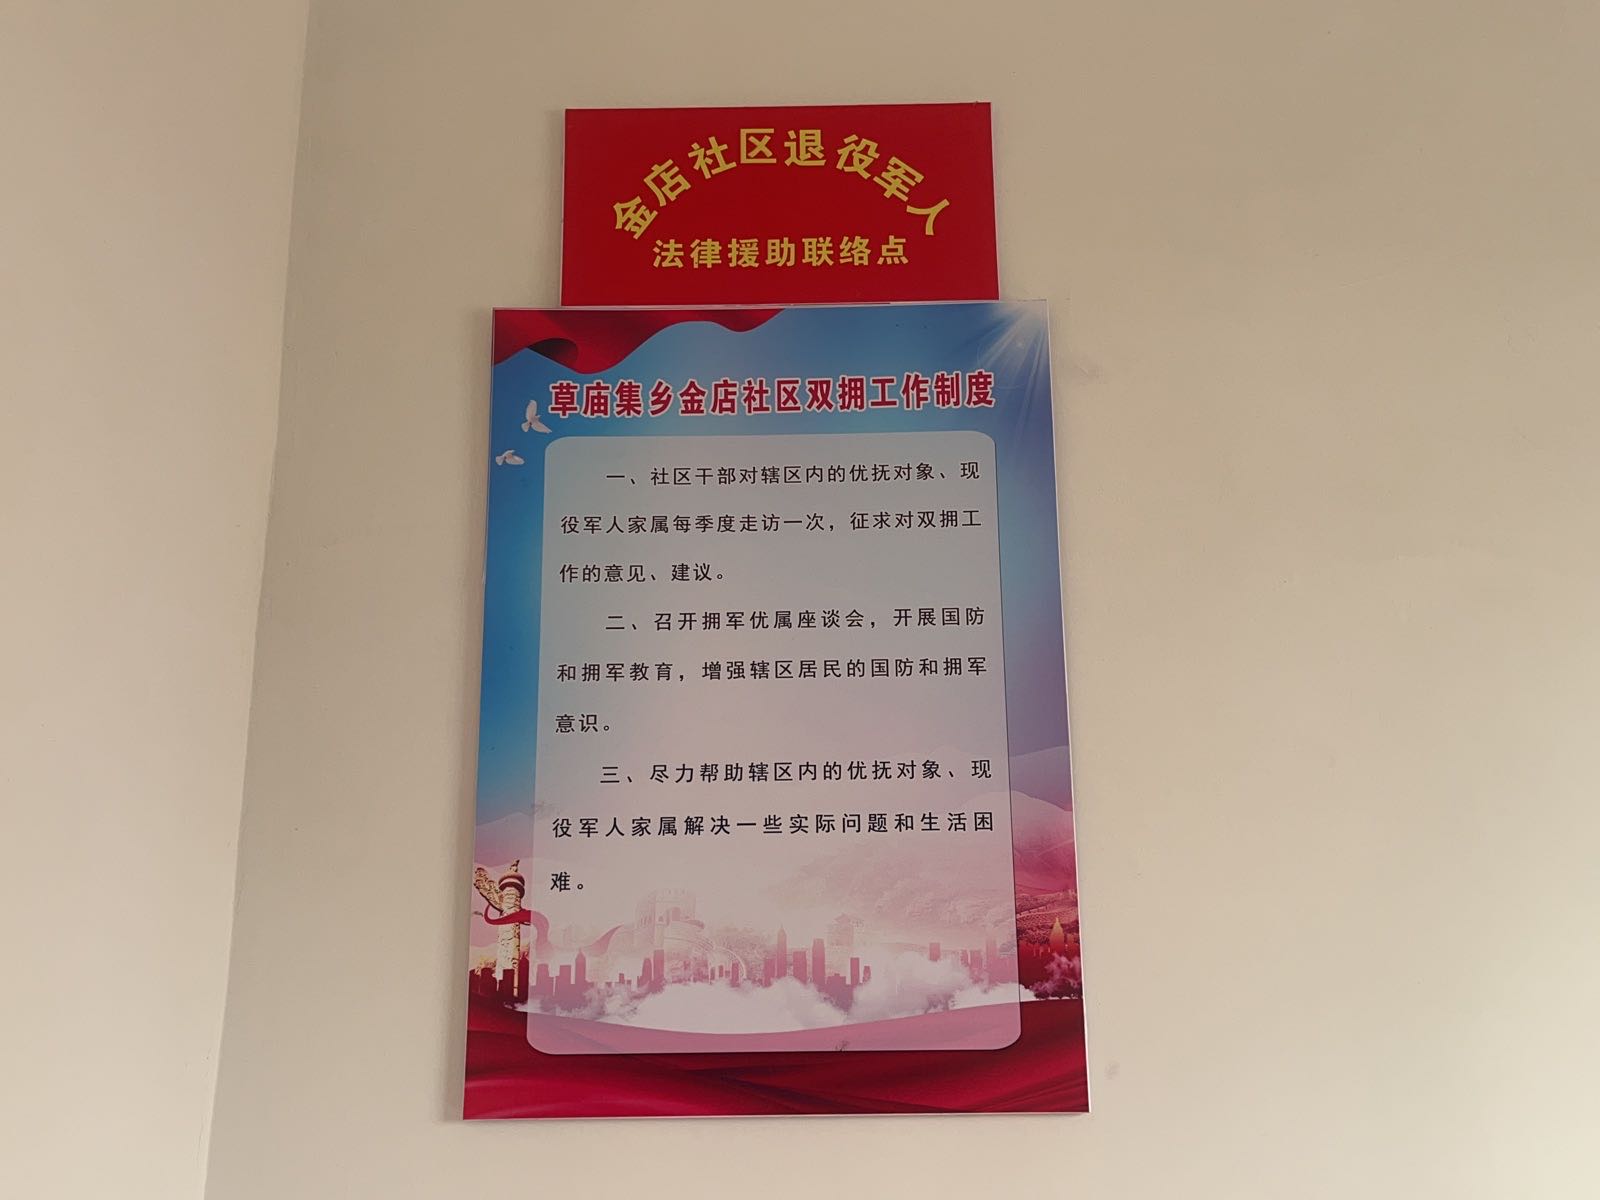 金店社区退役军人
法律援助联络点
草庙集乡金店社区双拥工作制度
一、社区干部对辖区内的优抚对象、现
役军人家属每季度走访一次，征求对双拥工
作的意见、建议。
二、召开拥军优属座谈会，开展国防
和拥军教育，增强辖区居民的国防和拥军
意识。
三、尽力帮助辖区内的优抚对象、现
役军人家属解决一些实际问题和生活困
难。